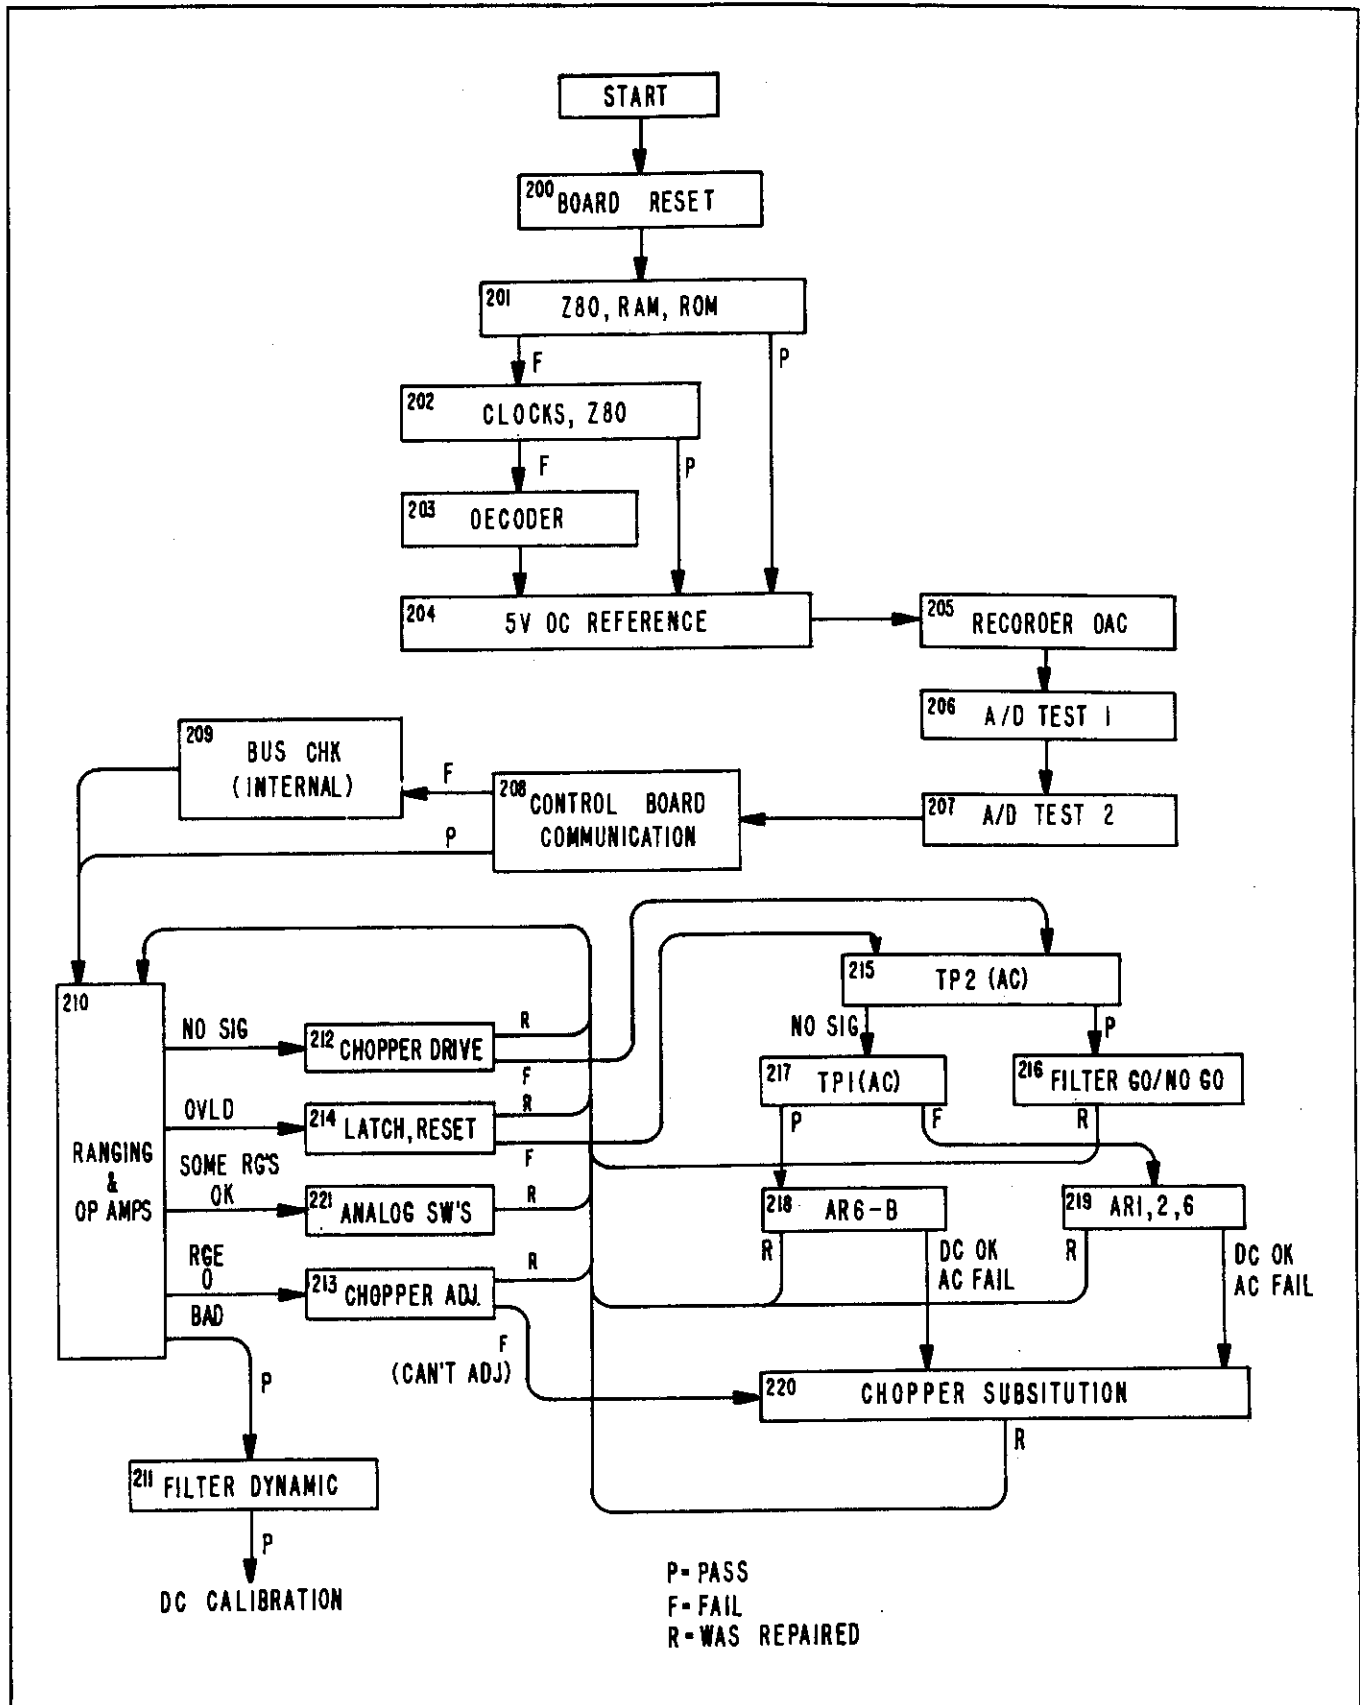 START
200 BOARD RESET
201 Z80, RAM, ROM
F
P
202 CLOCKS, Z80
F
P
203 DECODER
204 5V DC REFERENCE
205 RECORDER DAC
206 A/D TEST 1
207 A/D TEST 2
208 CONTROL BOARD
COMMUNICATION
F
P
209 BUS CHK
(INTERNAL)
210
RANGING
&
OP AMPS
NO SIG
212 CHOPPER DRIVE
R
F
OVLD
214 LATCH, RESET
R
F
SOME RG'S
OK
221 ANALOG SW'S
R
RGE
0
BAD
213 CHOPPER ADJ.
R
F
(CAN'T ADJ)
P
211 FILTER DYNAMIC
P
DC CALIBRATION
215 TP2 (AC)
NO SIG
P
217 TP1(AC)
216 FILTER GO/NO GO
P
F
R
218 AR6-B
219 AR1, 2, 6
R
DC OK
AC FAIL
R
DC OK
AC FAIL
220 CHOPPER SUBSITUTION
R
P=PASS
F=FAIL
R=WAS REPAIRED